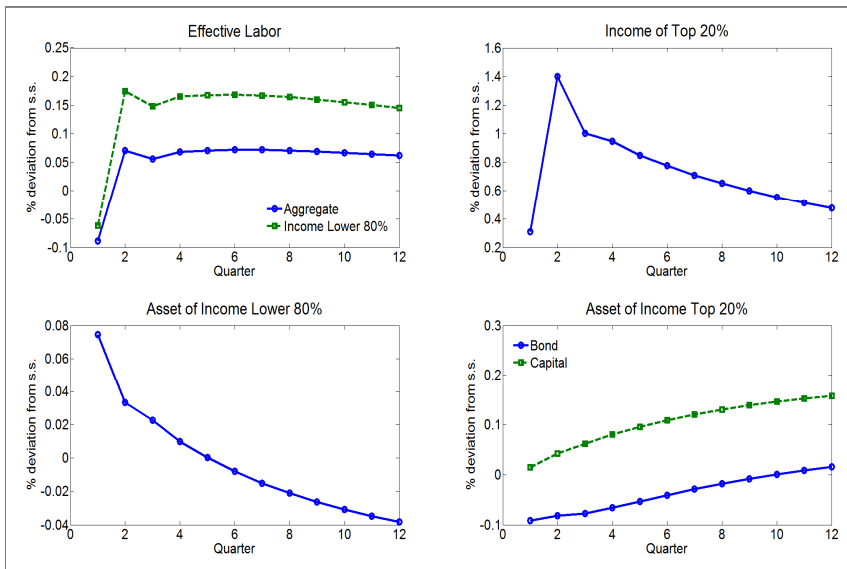 Effective Labor
% deviation from s.s.
0.25
0.2
0.15
0.1
0.05
0
-0.05
-0.1
0 2 4 6 8 10 12
Quarter
Aggregate
Income Lower 80%
Income of Top 20%
% deviation from s.s.
1.6
1.4
1.2
1
0.8
0.6
0.4
0.2
0 2 4 6 8 10 12
Quarter
Asset of Income Lower 80%
% deviation from s.s.
0.08
0.06
0.04
0.02
0
-0.02
-0.04
0 2 4 6 8 10 12
Quarter
Asset of Income Top 20%
% deviation from s.s.
0.3
0.2
0.1
0
-0.1
0 2 4 6 8 10 12
Quarter
Bond
Capital